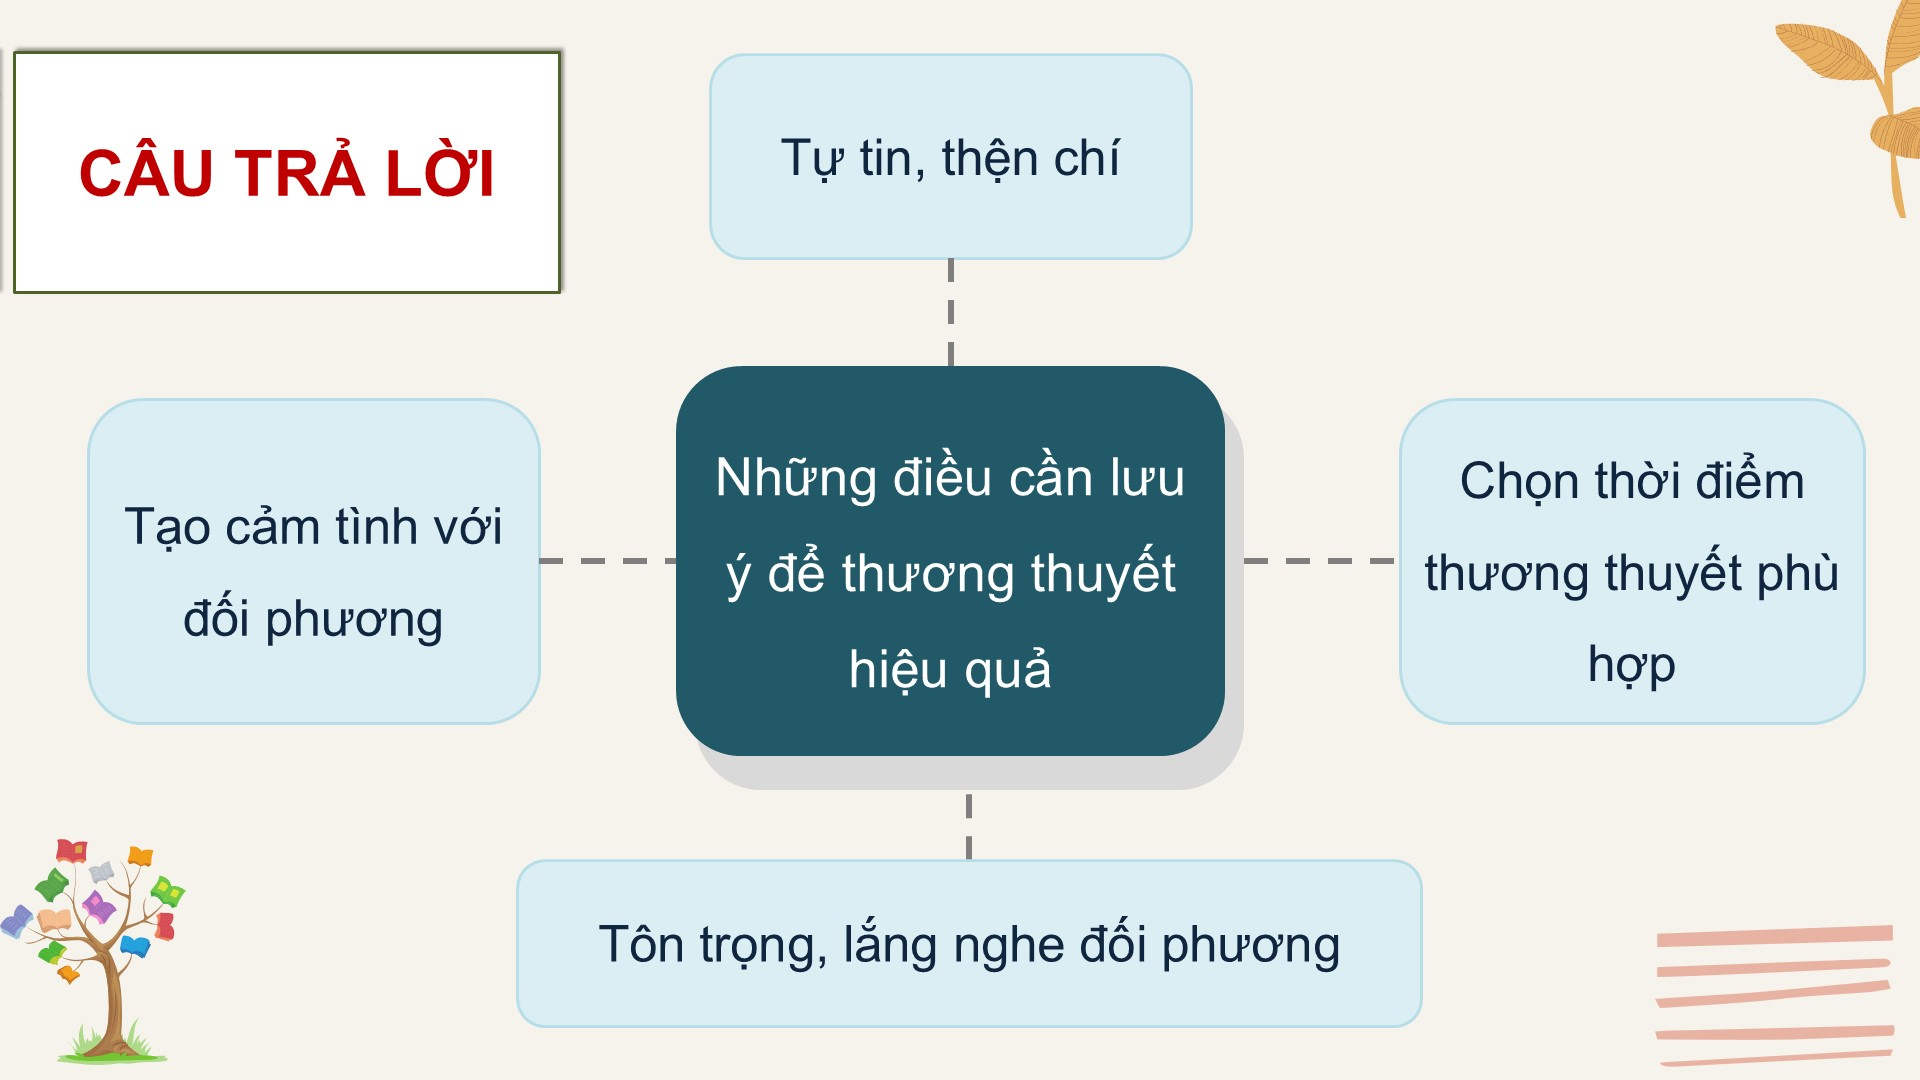 CÂU TRẢ LỜI
Tự tin, thện chí
Tạo cảm tình với
đối phương
Những điều cần lưu
ý để thương thuyết
hiệu quả
Chọn thời điểm
thương thuyết phù
hợp
Tôn trọng, lắng nghe đối phương